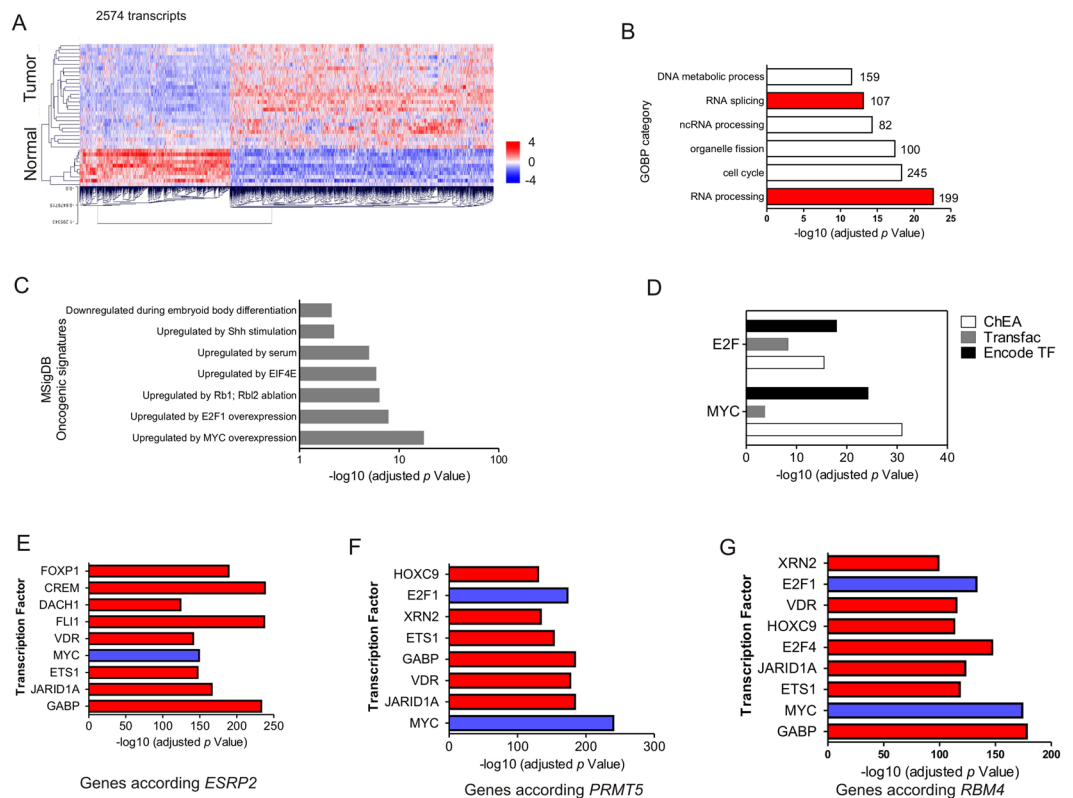 A
2574 transcripts
Tumor
Normal
4
0
-4
0.0
-0.6476715
-1.295343
B
GOBP category
DNA metabolic process
159
RNA splicing
107
ncRNA processing
82
organelle fission
100
cell cycle
245
RNA processing
199
0 5 10 15 20 25
-log10 (adjusted p Value)
C
MSigDB
Oncogenic signatures
Downregulated during embryoid body differentiation
Upregulated by Shh stimulation
Upregulated by serum
Upregulated by EIF4E
Upregulated by Rb1; Rbl2 ablation
Upregulated by E2F1 overexpression
Upregulated by MYC overexpression
1 10 100
-log10 (adjusted p Value)
D
E2F
MYC
0 10 20 30 40
-log10 (adjusted p Value)
ChEA
Transfac
Encode TF
E
Transcription Factor
FOXP1
CREM
DACH1
FLI1
VDR
MYC
ETS1
JARID1A
GABP
0 50 100 150 200 250
-log10 (adjusted p Value)
Genes according ESRP2
F
Transcription Factor
HOXC9
E2F1
XRN2
ETS1
GABP
VDR
JARID1A
MYC
0 100 200 300
-log10 (adjusted p Value)
Genes according PRMT5
G
Transcription Factor
XRN2
E2F1
VDR
HOXC9
E2F4
JARID1A
ETS1
MYC
GABP
0 50 100 150 200
-log10 (adjusted p Value)
Genes according RBM4